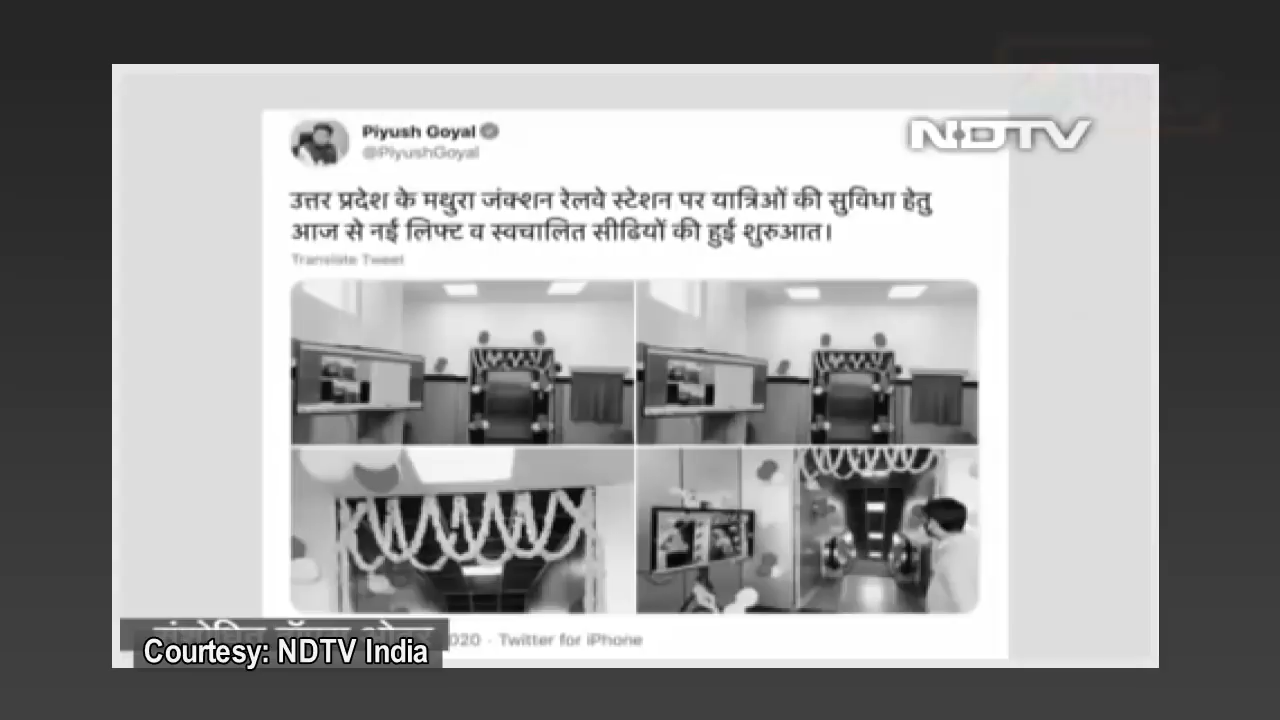 Piyush Goyal
@PiyushGoyal
NDTV
उत्तर प्रदेश के मथुरा जंक्शन रेलवे स्टेशन पर यात्रिओं की सुविधा हेतु
आज से नई लिफ्ट व स्वचालित सीढियों की हुई शुरुआत।
Translate Tweet
2020 · Twitter for iPhone
Courtesy: NDTV India